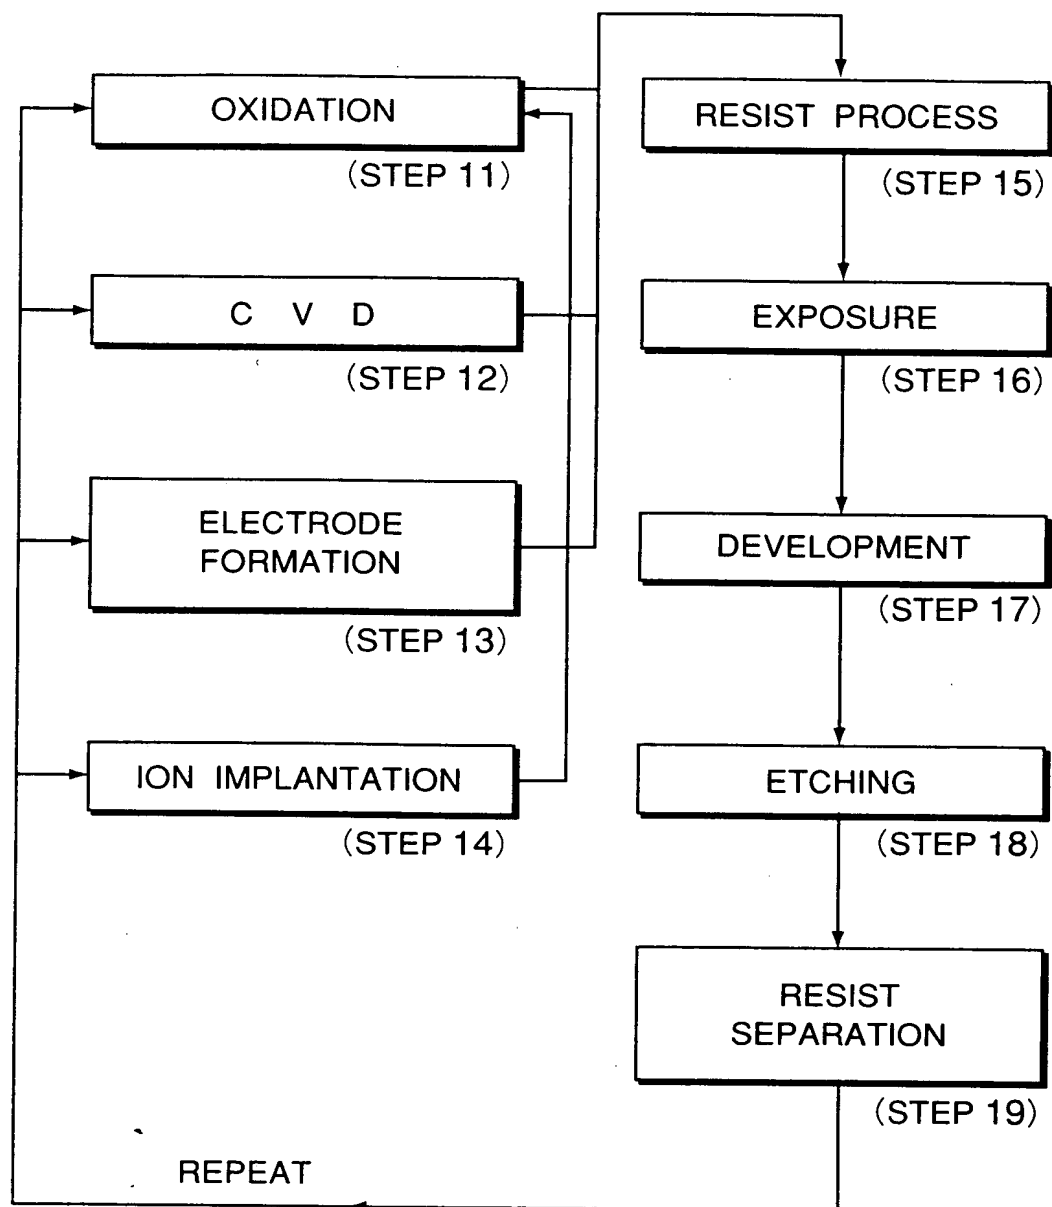 OXIDATION
(STEP 11)
C V D
(STEP 12)
ELECTRODE
FORMATION
(STEP 13)
ION IMPLANTATION
(STEP 14)
RESIST PROCESS
(STEP 15)
EXPOSURE
(STEP 16)
DEVELOPMENT
(STEP 17)
ETCHING
(STEP 18)
RESIST
SEPARATION
(STEP 19)
REPEAT